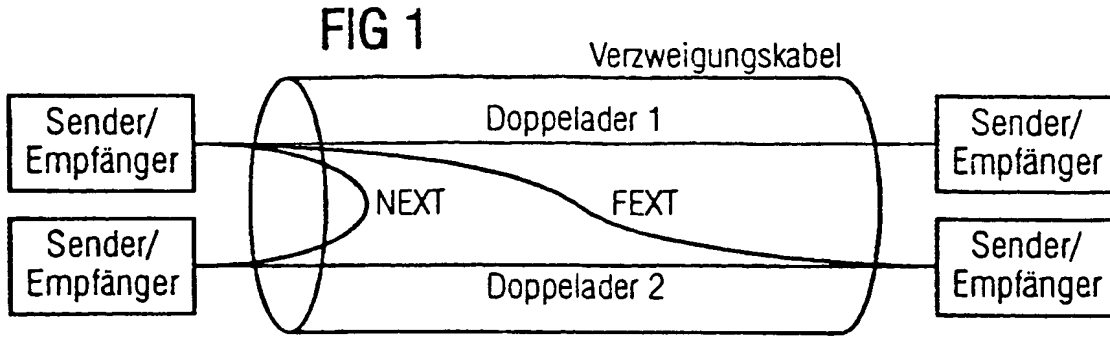 FIG 1
Verzweigungskabel
Sender/
Empfänger
Doppelader 1
Sender/
Empfänger
NEXT
FEXT
Sender/
Empfänger
Doppelader 2
Sender/
Empfänger